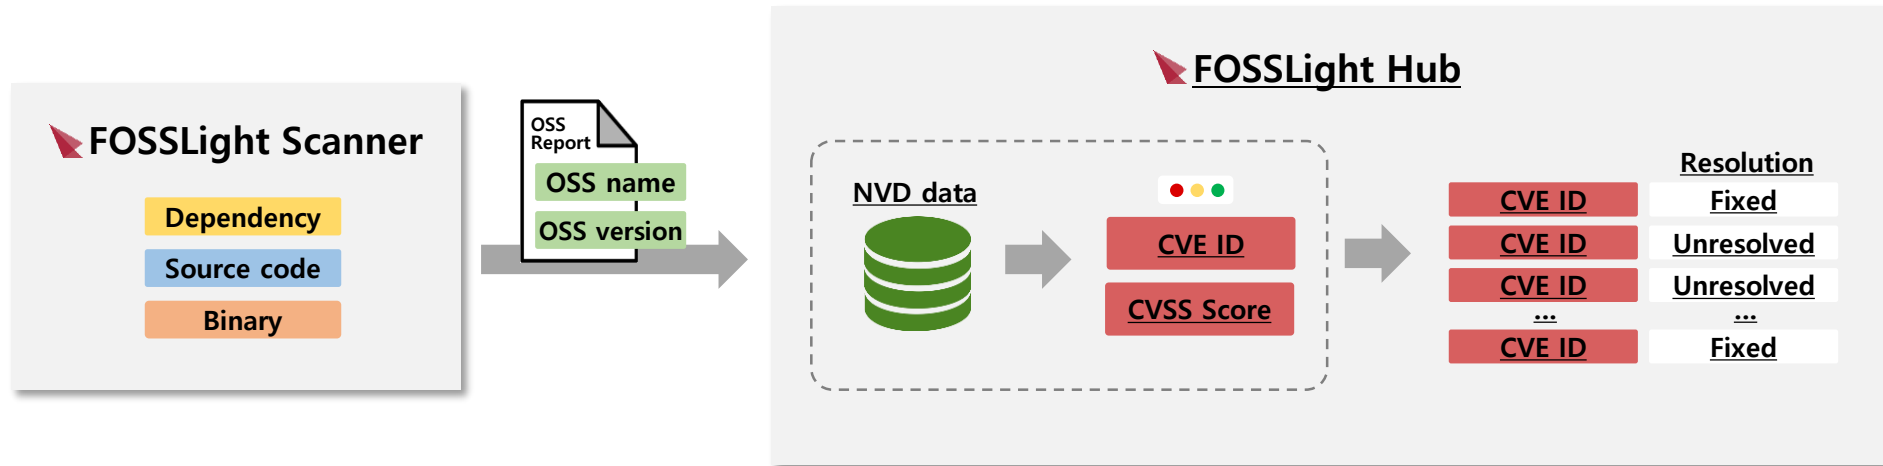 FOSSLight Scanner
Dependency
Source code
Binary
OSS
Report
OSS name
OSS version
FOSSLight Hub
NVD data
CVE ID
CVSS Score
Resolution
CVE ID Fixed
CVE ID Unresolved
CVE ID Unresolved
... ...
CVE ID Fixed